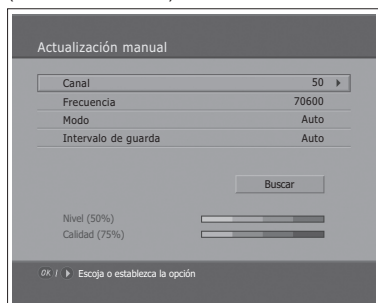 Actualización manual
Canal 50
Frecuencia 70600
Modo Auto
Intervalo de guarda Auto
Buscar
Nivel (50%)
Calidad (75%)
OK / Escoja o establezca la opción